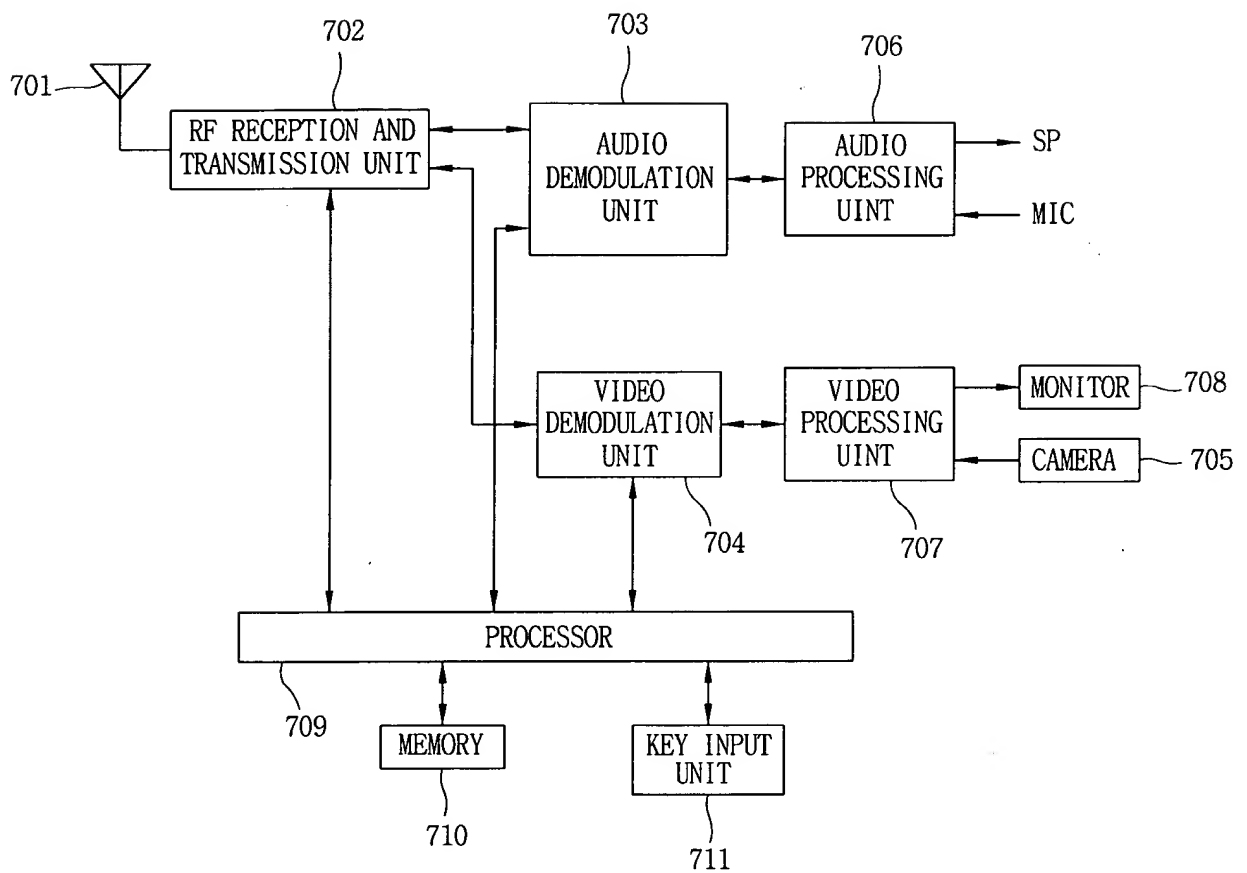 701
702
703
706
RF RECEPTION AND
TRANSMISSION UNIT
AUDIO
DEMODULATION
UNIT
AUDIO
PROCESSING
UINT
SP
MIC
VIDEO
DEMODULATION
UNIT
704
VIDEO
PROCESSING
UINT
707
MONITOR
708
CAMERA
705
PROCESSOR
709
MEMORY
710
KEY INPUT
UNIT
711